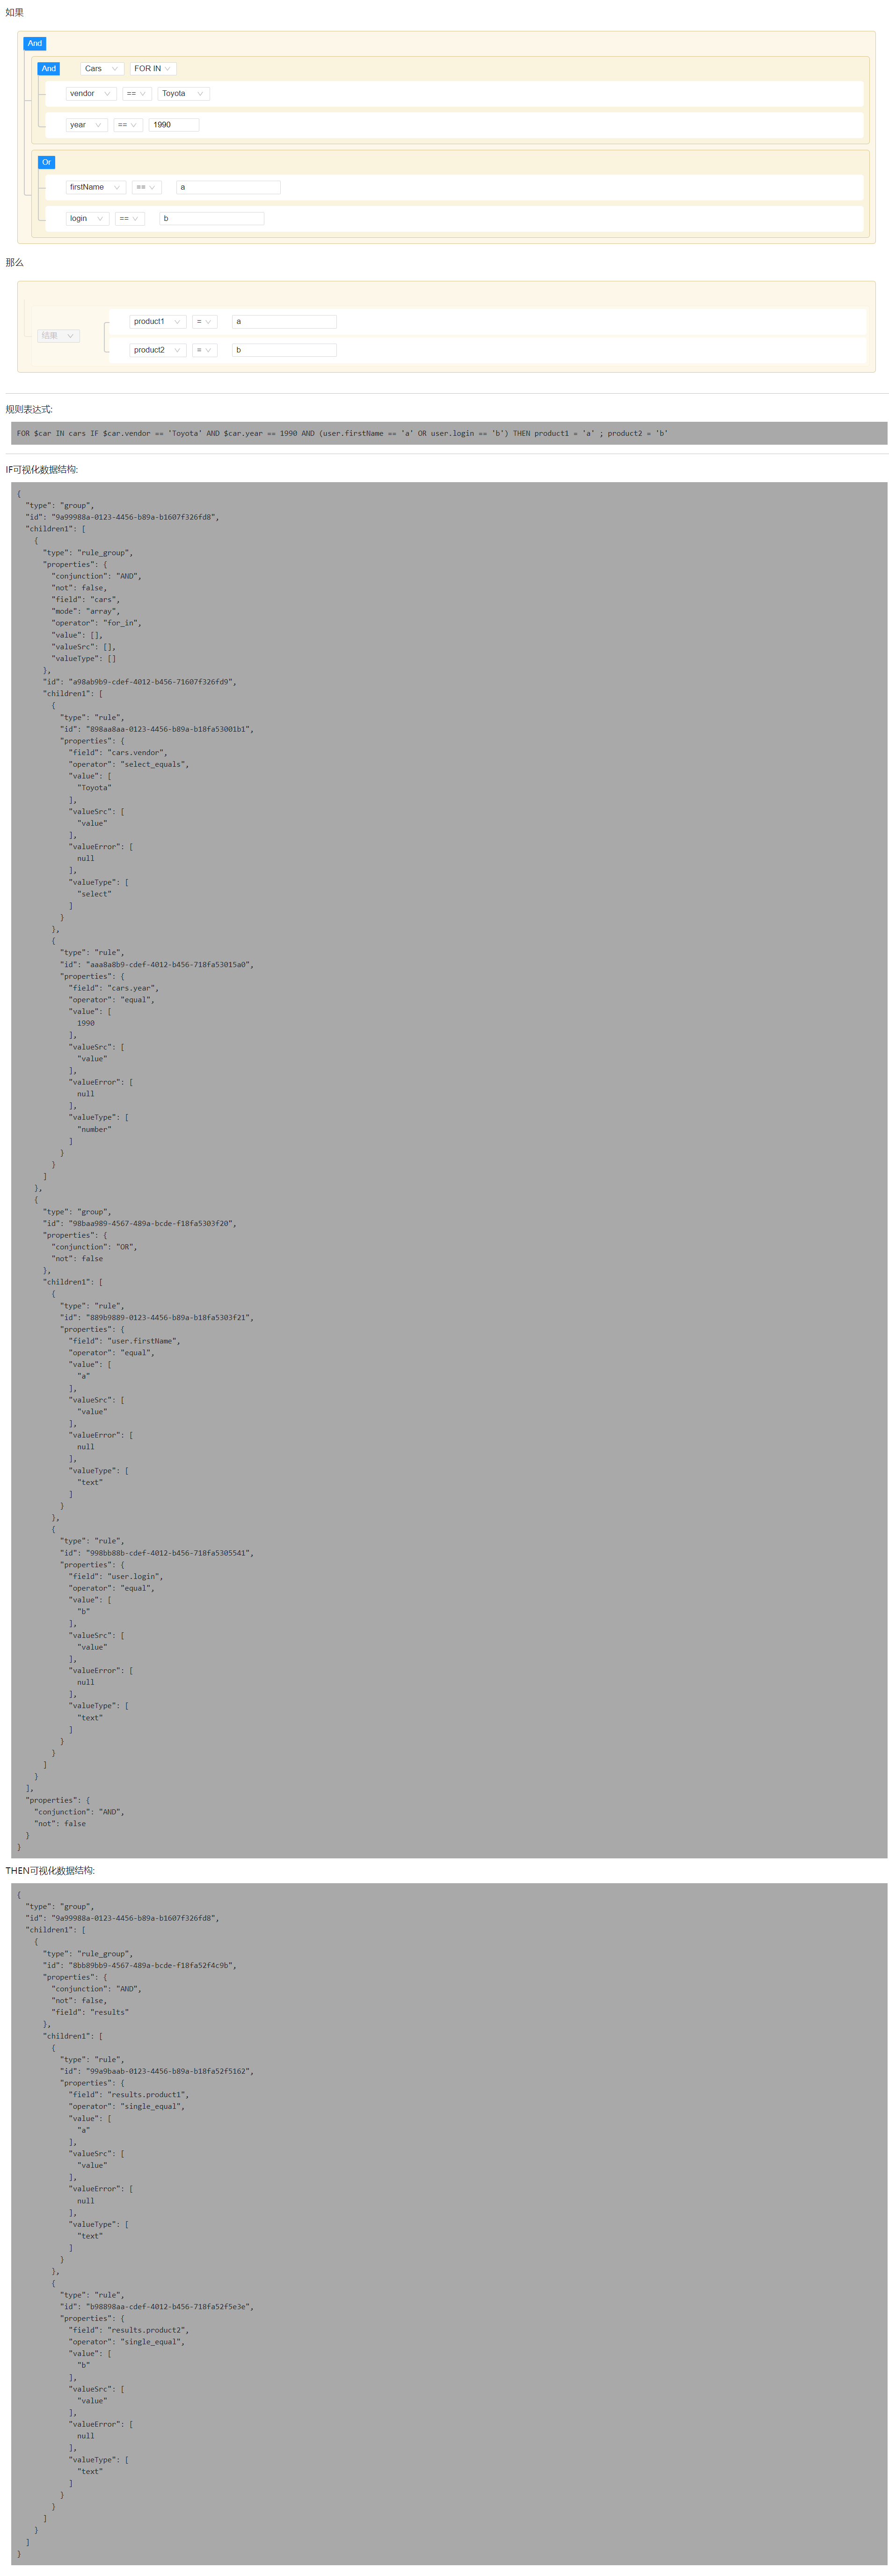 如果
And
And Cars FOR IN
vendor == Toyota
year == 1990
Or
firstName == a
login == b
那么
product1 = a
结果
product2 = b
规则表达式:
FOR $car IN cars IF $car.vendor == 'Toyota' AND $car.year == 1990 AND (user.firstName == 'a' OR user.login == 'b') THEN product1 = 'a' ; product2 = 'b'
IF可视化数据结构:
{
  "type": "group",
  "id": "9a99988a-0123-4456-b89a-b1607f326fd8",
  "children1": [
    {
      "type": "rule_group",
      "properties": {
        "conjunction": "AND",
        "not": false,
        "field": "cars",
        "mode": "array",
        "operator": "for_in",
        "value": [],
        "valueSrc": [],
        "valueType": []
      },
      "id": "a98ab9b9-cdef-4012-b456-71607f326fd9",
      "children1": [
        {
          "type": "rule",
          "id": "898aa8aa-0123-4456-b89a-b18fa53001b1",
          "properties": {
            "field": "cars.vendor",
            "operator": "select_equals",
            "value": [
              "Toyota"
            ],
            "valueSrc": [
              "value"
            ],
            "valueError": [
              null
            ],
            "valueType": [
              "select"
            ]
          }
        },
        {
          "type": "rule",
          "id": "aaa8a8b9-cdef-4012-b456-718fa53015a0",
          "properties": {
            "field": "cars.year",
            "operator": "equal",
            "value": [
              1990
            ],
            "valueSrc": [
              "value"
            ],
            "valueError": [
              null
            ],
            "valueType": [
              "number"
            ]
          }
        }
      ]
    },
    {
      "type": "group",
      "id": "98baa989-4567-489a-bcde-f18fa5303f20",
      "properties": {
        "conjunction": "OR",
        "not": false
      },
      "children1": [
        {
          "type": "rule",
          "id": "889b9889-0123-4456-b89a-b18fa5303f21",
          "properties": {
            "field": "user.firstName",
            "operator": "equal",
            "value": [
              "a"
            ],
            "valueSrc": [
              "value"
            ],
            "valueError": [
              null
            ],
            "valueType": [
              "text"
            ]
          }
        },
        {
          "type": "rule",
          "id": "998bb88b-cdef-4012-b456-718fa5305541",
          "properties": {
            "field": "user.login",
            "operator": "equal",
            "value": [
              "b"
            ],
            "valueSrc": [
              "value"
            ],
            "valueError": [
              null
            ],
            "valueType": [
              "text"
            ]
          }
        }
      ]
    }
  ],
  "properties": {
    "conjunction": "AND",
    "not": false
  }
}
THEN可视化数据结构:
{
  "type": "group",
  "id": "9a99988a-0123-4456-b89a-b1607f326fd8",
  "children1": [
    {
      "type": "rule_group",
      "id": "8bb89bb9-4567-489a-bcde-f18fa52f4c9b",
      "properties": {
        "conjunction": "AND",
        "not": false,
        "field": "results"
      },
      "children1": [
        {
          "type": "rule",
          "id": "99a9baab-0123-4456-b89a-b18fa52f5162",
          "properties": {
            "field": "results.product1",
            "operator": "single_equal",
            "value": [
              "a"
            ],
            "valueSrc": [
              "value"
            ],
            "valueError": [
              null
            ],
            "valueType": [
              "text"
            ]
          }
        },
        {
          "type": "rule",
          "id": "b98898aa-cdef-4012-b456-718fa52f5e3e",
          "properties": {
            "field": "results.product2",
            "operator": "single_equal",
            "value": [
              "b"
            ],
            "valueSrc": [
              "value"
            ],
            "valueError": [
              null
            ],
            "valueType": [
              "text"
            ]
          }
        }
      ]
    }
  ]
}